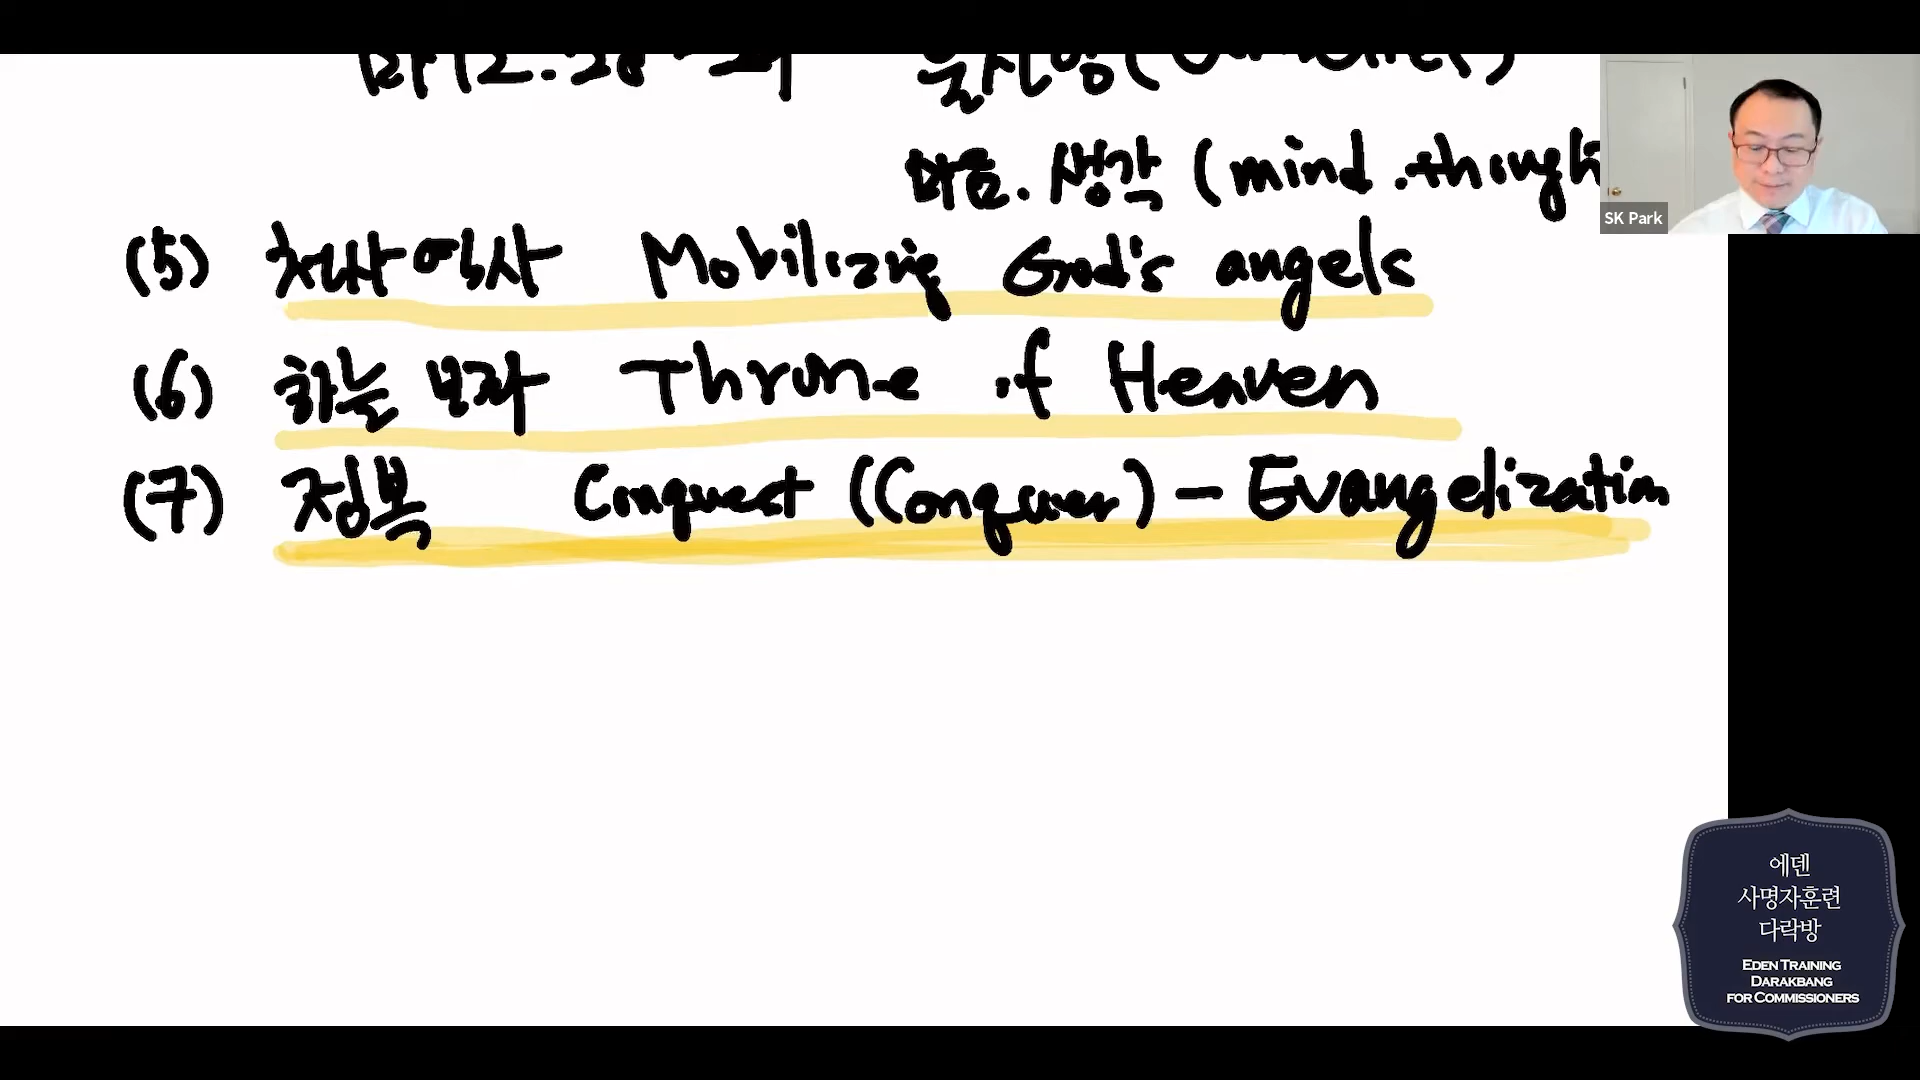 마음. 생각 (mind. though
SK Park
(5) 천사 역사 Mobilizing God's angels
(6) 하늘 보좌 Throne of Heaven
(7) 정복 Conquest (Conquer) – Evangelization
에덴
사명자훈련
다락방
EDEN TRAINING
DARAKBANG
FOR COMMISSIONERS